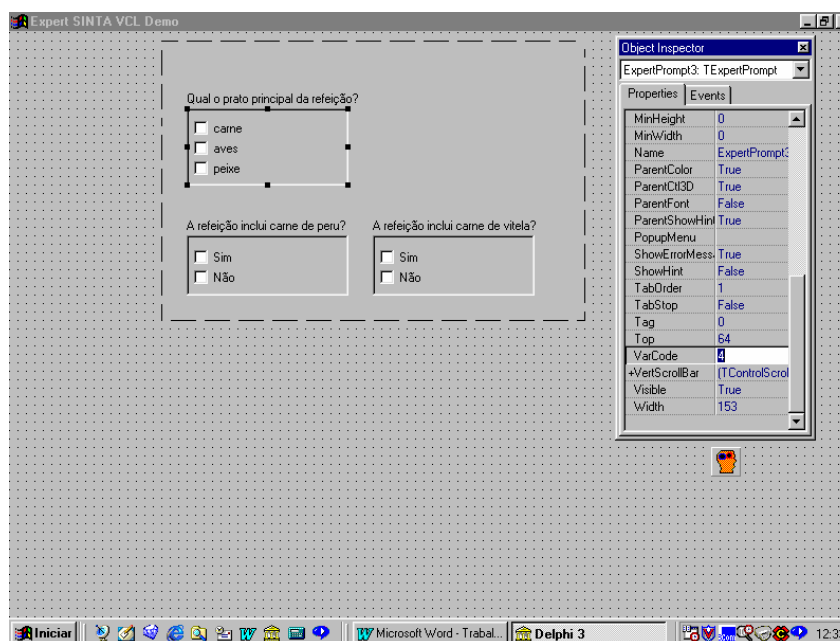 Expert SINTA VCL Demo
Qual o prato principal da refeição?
carne
aves
peixe
A refeição inclui carne de peru?
Sim
Não
A refeição inclui carne de vitela?
Sim
Não
Object Inspector
ExpertPrompt3: TExpertPrompt
Properties Events
MinHeight 0
MinWidth 0
Name ExpertPrompt3
ParentColor True
ParentCtl3D True
ParentFont False
ParentShowHint True
PopupMenu
ShowErrorMess. True
ShowHint False
TabOrder 1
TabStop False
Tag 0
Top 64
VarCode 4
+VertScrollBar (TControlScrol
Visible True
Width 153
Iniciar
Microsoft Word - Trabal...
Delphi 3